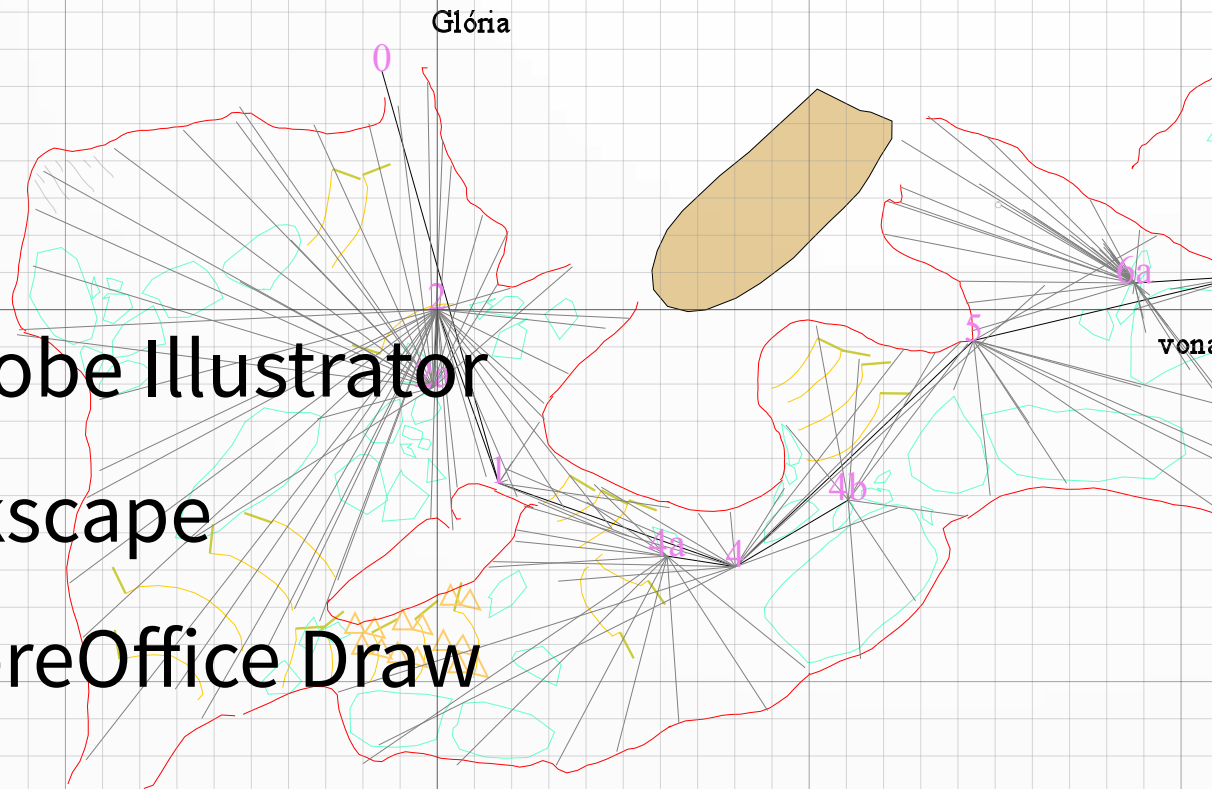 Glória
0
6a
2
5
vona
obe Illustrator
1
4b
kscape
4a
4
reOffice Draw